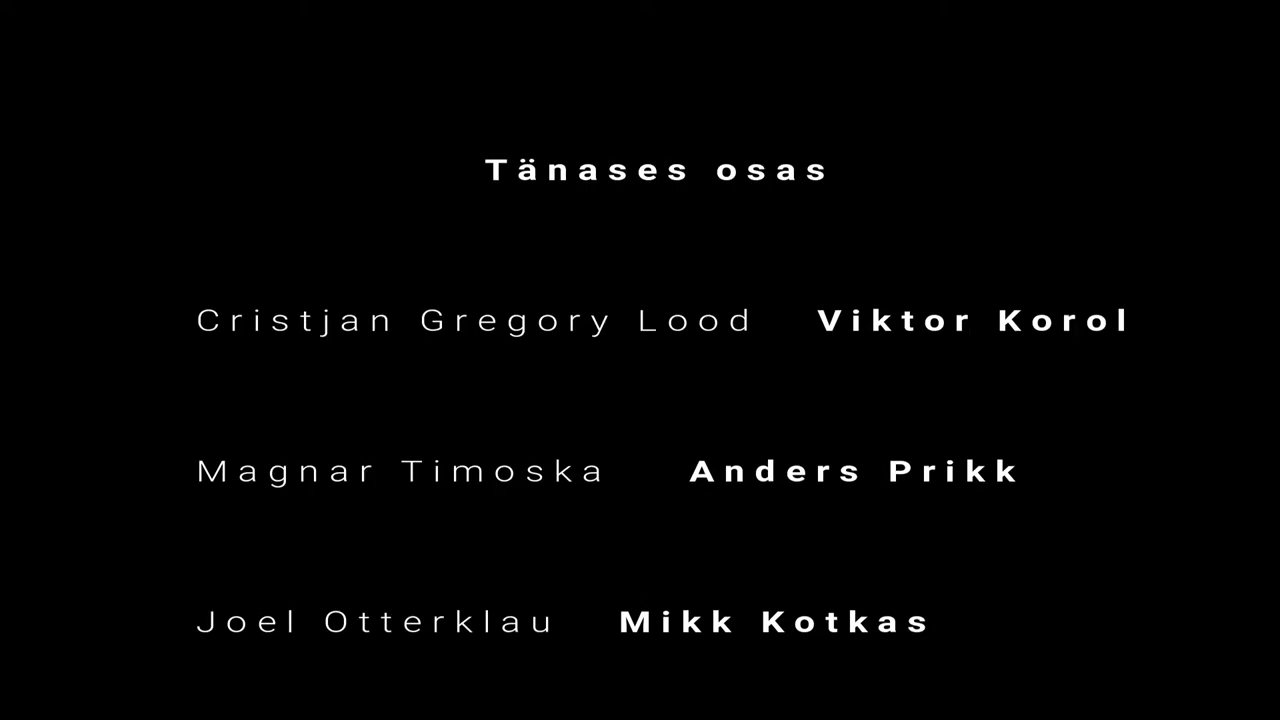 Tänases osas
Cristjan Gregory Lood Viktor Korol
Magnar Timoska Anders Prikk
Joel Otterklau Mikk Kotkas